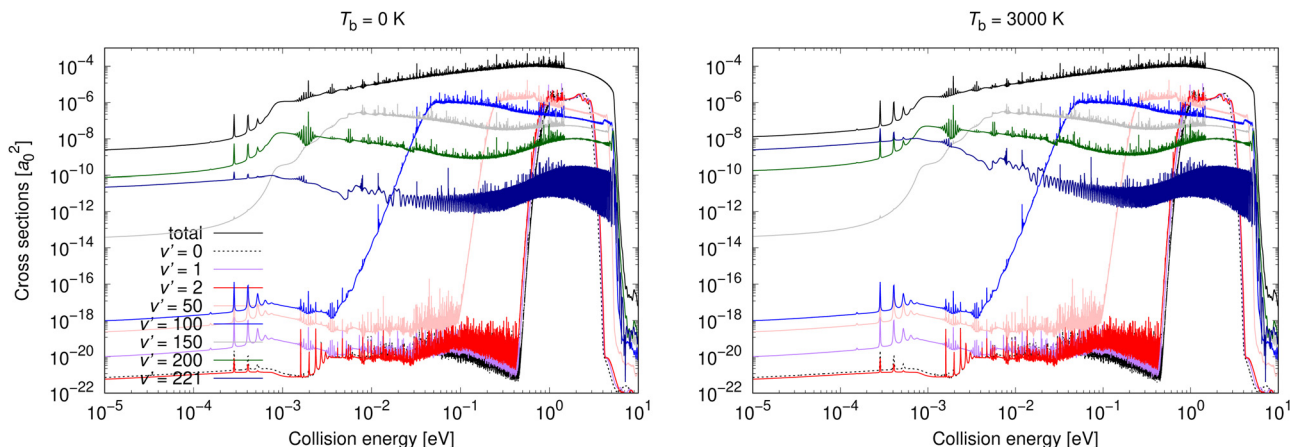 T_b = 0 K
Cross sections [a_0^2]
10^-4
10^-6
10^-8
10^-10
10^-12
10^-14
10^-16
10^-18
10^-20
10^-22
total
v' = 0
v' = 1
v' = 2
v' = 50
v' = 100
v' = 150
v' = 200
v' = 221
10^-5 10^-4 10^-3 10^-2 10^-1 10^0 10^1
Collision energy [eV]
T_b = 3000 K
10^-4
10^-6
10^-8
10^-10
10^-12
10^-14
10^-16
10^-18
10^-20
10^-22
10^-5 10^-4 10^-3 10^-2 10^-1 10^0 10^1
Collision energy [eV]